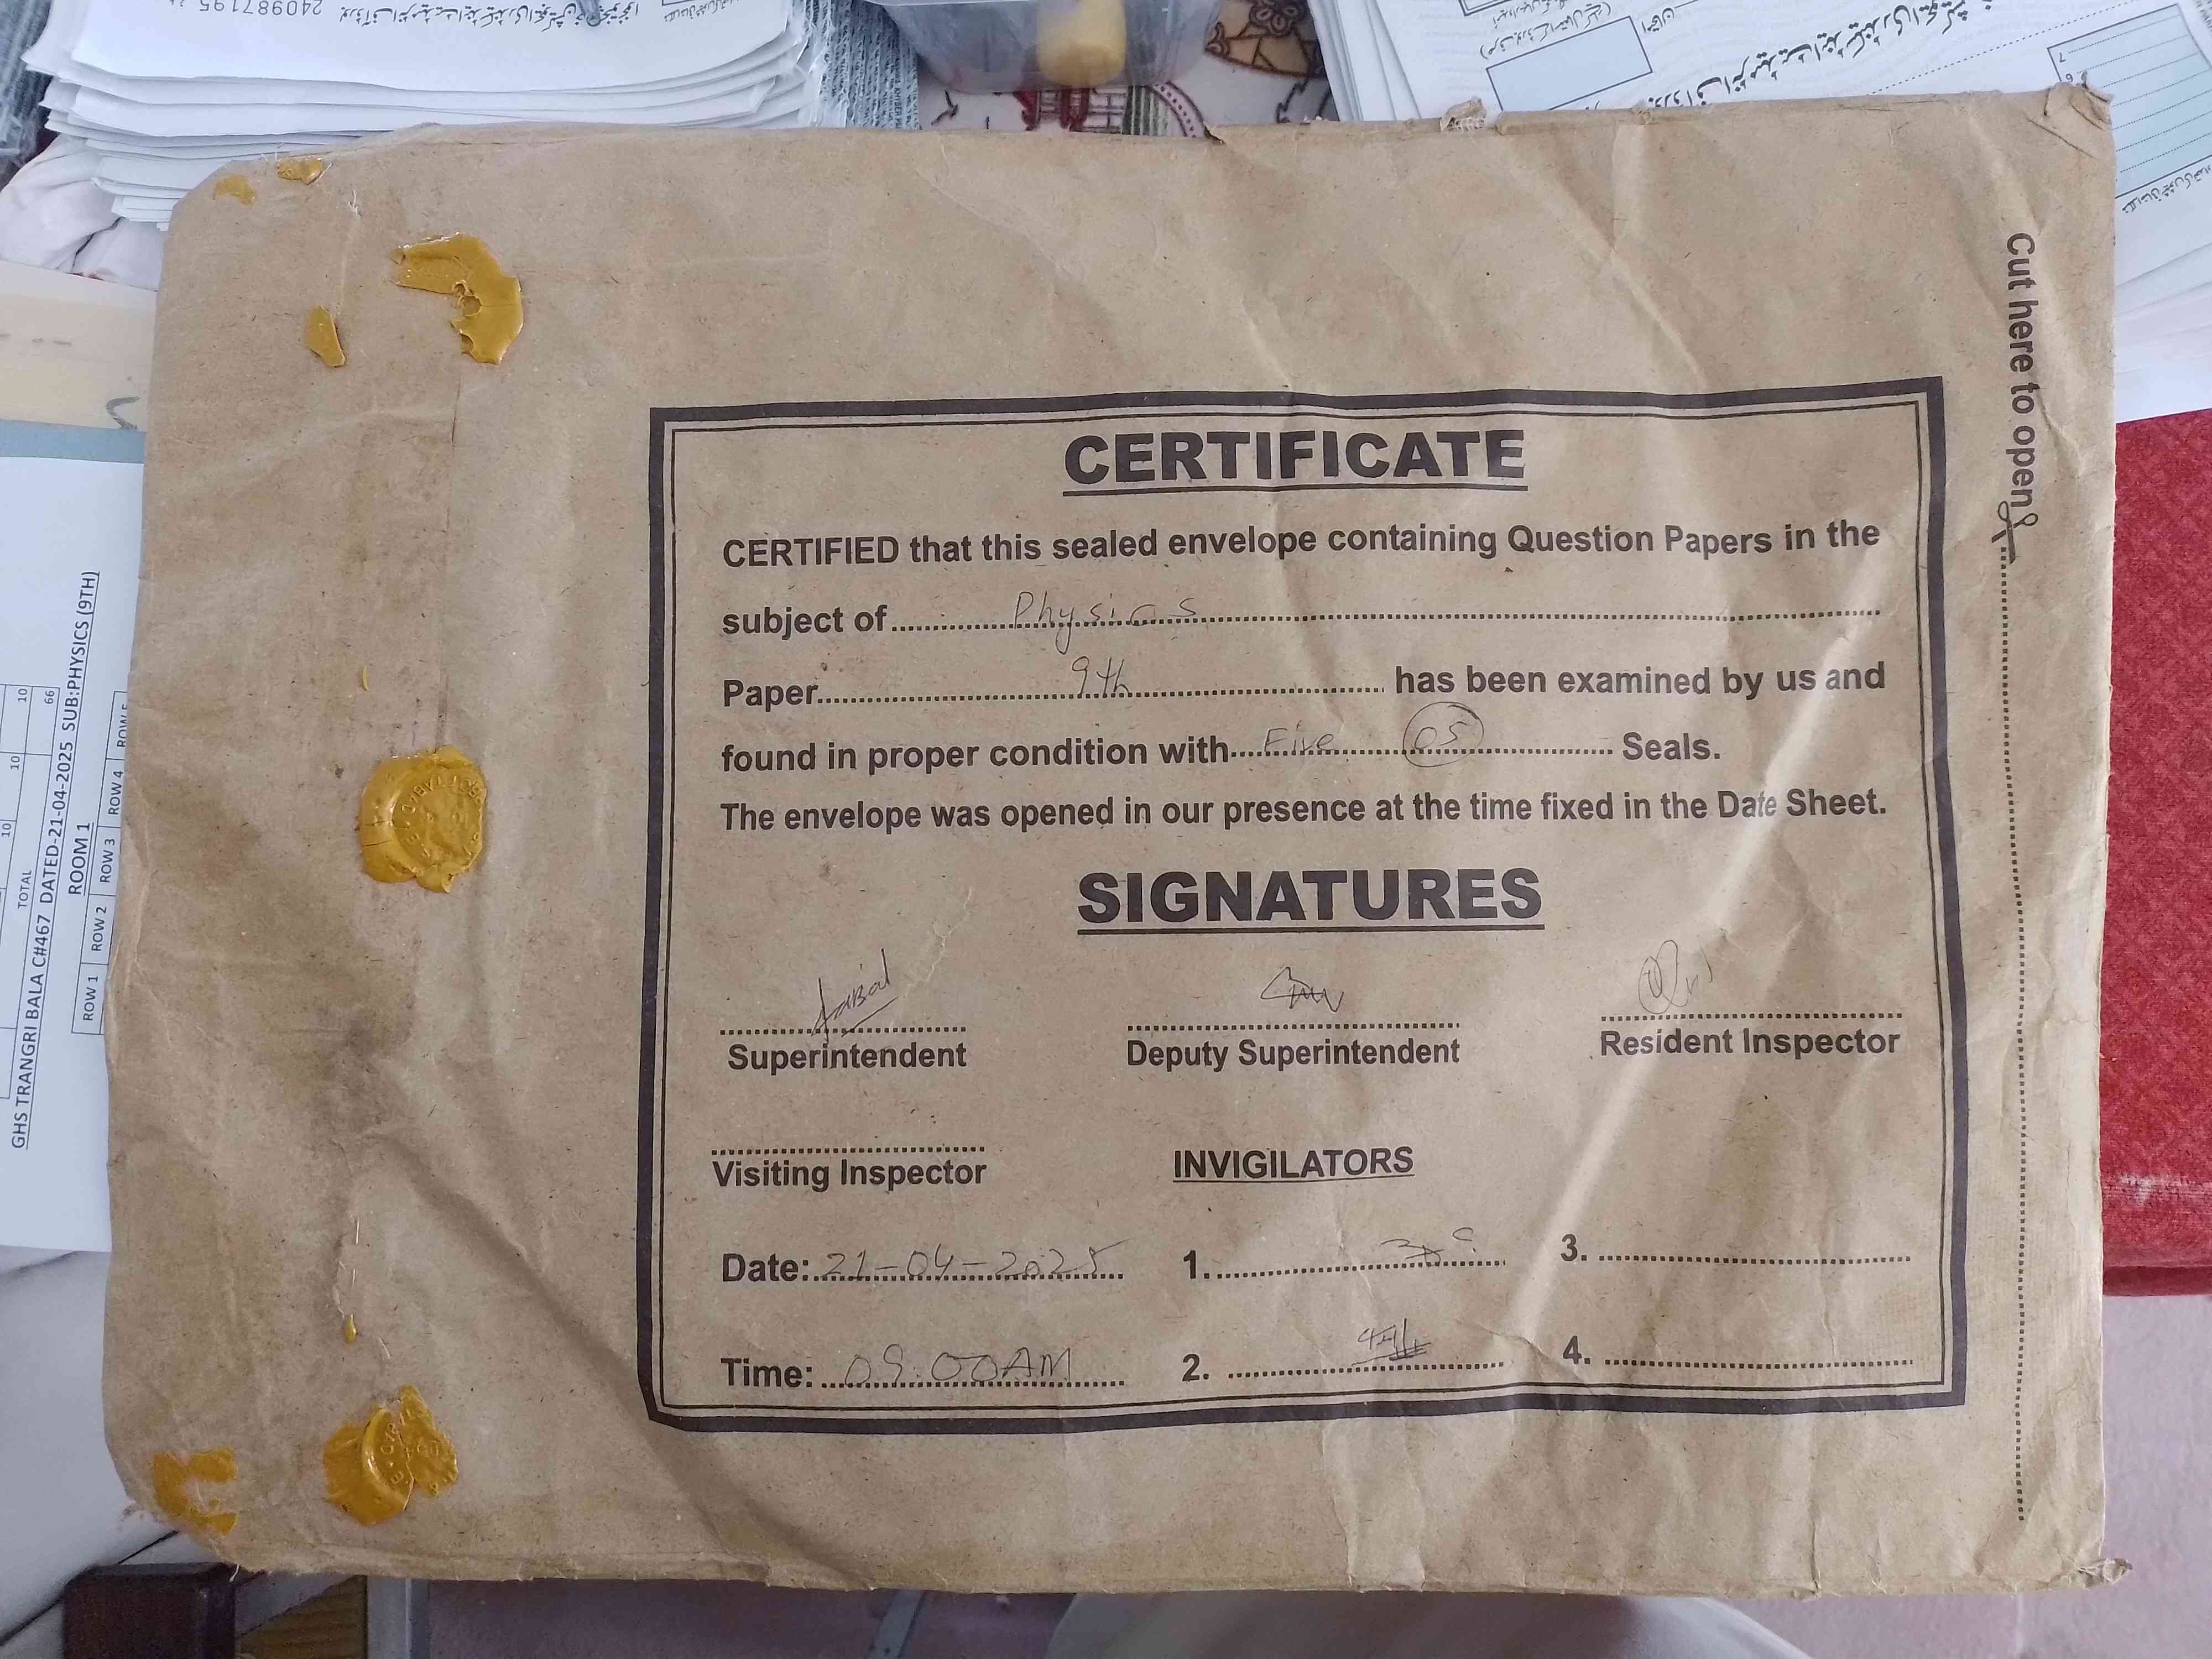 CERTIFICATE
CERTIFIED that this sealed envelope containing Question Papers in the
subject of Physics
Paper 9th has been examined by us and
found in proper condition with Five 05 Seals.
The envelope was opened in our presence at the time fixed in the Date Sheet.
SIGNATURES
Superintendent Deputy Superintendent Resident Inspector
Visiting Inspector INVIGILATORS
Date: 21-04-2025 1. 3.
Time: 09:00AM 2. 4.
Cut here to open
10 10 10
TOTAL 66
GHS TRANGRI BALA C#467 DATED-21-04-2025 SUB:PHYSICS (9TH)
ROOM 1
ROW 1 ROW 2 ROW 3 ROW 4 ROW 5
240987195